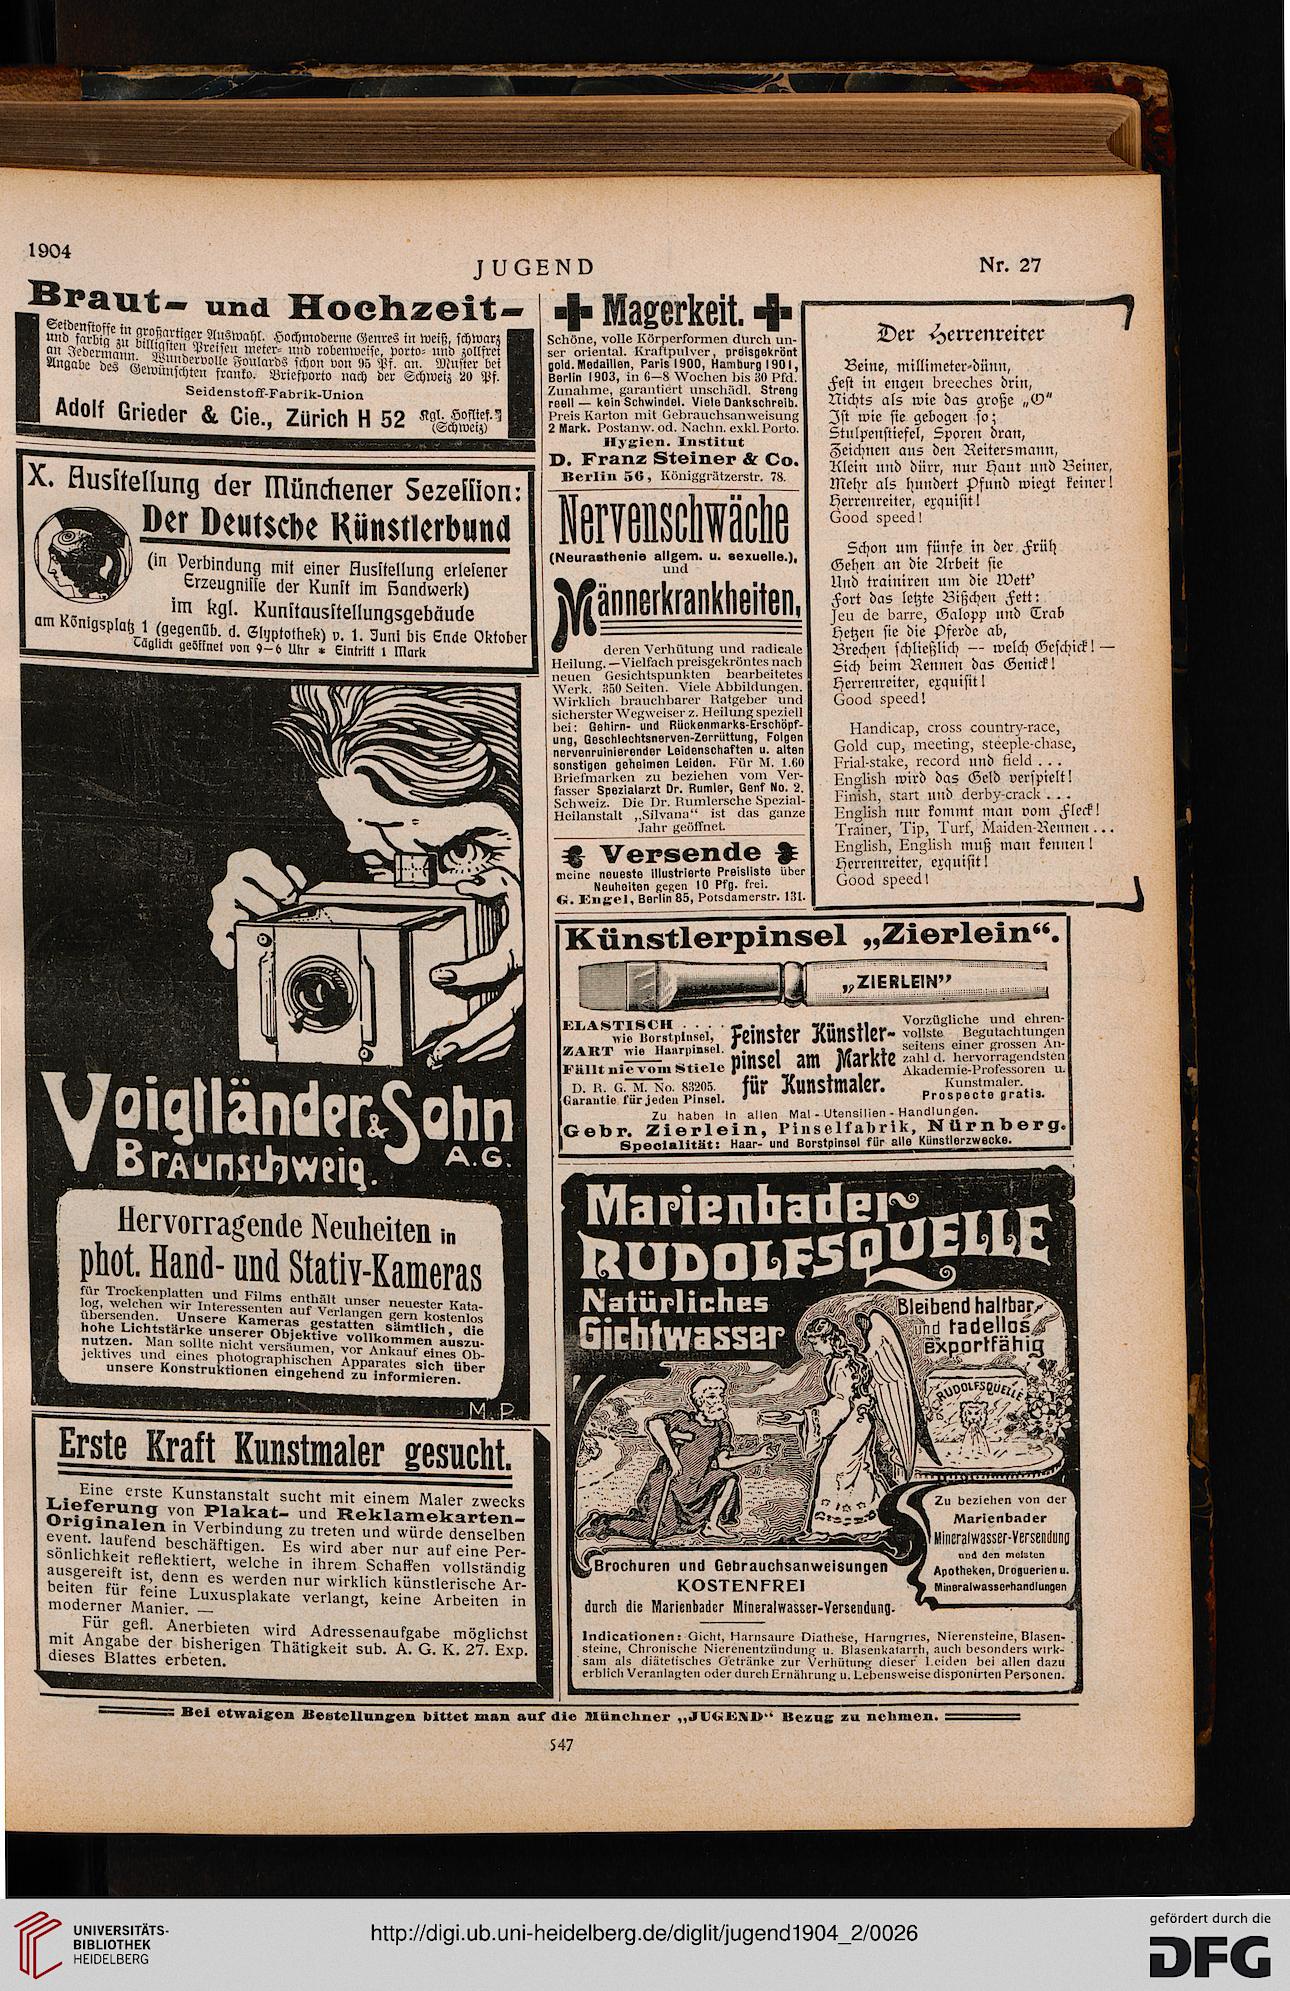 1904
JUGEND
Nr. 27
Braut- und Hochzeit-
Seidenstoffe in großartiger Auswahl. Hochmoderne Genres in weiß, schwarz
und farbig zu billigsten Preisen meter- und robenweise, porto- und zollfrei
an Jedermann. Wundervolle Foulards schon von 95 Pf. an. Muster bei
Angabe des Gewünschten franko. Briefporto nach der Schweiz 20 Pf.
Seidenstoff-Fabrik-Union
Adolf Grieder & Cie., Zürich H 52 Kgl. Hoflief.
(Schweiz)
X. Ausstellung der Münchener Sezession:
Der Deutsche Künstlerbund
(in Verbindung mit einer Ausstellung erlesener
Erzeugnisse der Kunst im Handwerk)
im kgl. Kunstausstellungsgebäude
am Königsplatz 1 (gegenüb. d. Glyptothek) v. 1. Juni bis Ende Oktober
Täglich geöffnet von 9–6 Uhr * Eintritt 1 Mark
Voigtländer & Sohn
A.G.
Braunschweig.
Hervorragende Neuheiten in
phot. Hand- und Stativ-Kameras
für Trockenplatten und Films enthält unser neuester Kata-
log, welchen wir Interessenten auf Verlangen gern kostenlos
übersenden. Unsere Kameras gestatten sämtlich, die
hohe Lichtstärke unserer Objektive vollkommen auszu-
nutzen. Man sollte nicht versäumen, vor Ankauf eines Ob-
jektives und eines photographischen Apparates sich über
unsere Konstruktionen eingehend zu informieren.
M. P.
Erste Kraft Kunstmaler gesucht.
Eine erste Kunstanstalt sucht mit einem Maler zwecks
Lieferung von Plakat- und Reklamekarten-
Originalen in Verbindung zu treten und würde denselben
event. laufend beschäftigen. Es wird aber nur auf eine Per-
sönlichkeit reflektiert, welche in ihrem Schaffen vollständig
ausgereift ist, denn es werden nur wirklich künstlerische Ar-
beiten für feine Luxusplakate verlangt, keine Arbeiten in
moderner Manier. —
Für gefl. Anerbieten wird Adressenaufgabe möglichst
mit Angabe der bisherigen Thätigkeit sub. A. G. K. 27. Exp.
dieses Blattes erbeten.
Magerkeit.
Schöne, volle Körperformen durch un-
ser oriental. Kraftpulver, preisgekrönt
gold. Medaillen, Paris 1900, Hamburg 1901,
Berlin 1903, in 6–8 Wochen bis 30 Pfd.
Zunahme, garantiert unschädl. Streng
reell — kein Schwindel. Viele Dankschreib.
Preis Karton mit Gebrauchsanweisung
2 Mark. Postanw. od. Nachn. exkl. Porto.
Hygien. Institut
D. Franz Steiner & Co.
Berlin 56, Königgrätzerstr. 78.
Nervenschwäche
(Neurasthenie allgem. u. sexuelle.),
und
Männerkrankheiten,
deren Verhütung und radicale
Heilung. — Vielfach preisgekröntes nach
neuen Gesichtspunkten bearbeitetes
Werk. 350 Seiten. Viele Abbildungen.
Wirklich brauchbarer Ratgeber und
sicherster Wegweiser z. Heilung speziell
bei: Gehirn- und Rückenmarks-Erschöpf-
ung, Geschlechtsnerven-Zerrüttung, Folgen
nervenruinierender Leidenschaften u. allen
sonstigen geheimen Leiden. Für M. 1.60
Briefmarken zu beziehen vom Ver-
fasser Spezialarzt Dr. Rumler, Genf No. 2.
Schweiz. Die Dr. Rumlersche Spezial-
Heilanstalt „Silvana“ ist das ganze
Jahr geöffnet.
Versende
meine neueste illustrierte Preisliste über
Neuheiten gegen 10 Pfg. frei.
G. Engel, Berlin 85, Potsdamerstr. 131.
Der Herrenreiter
Beine, millimeter-dünn,
Fest in engen breeches drin,
Nichts als wie das große „O“
Ist wie sie gebogen so;
Stulpenstiefel, Sporen dran,
Zeichnen aus den Reitersmann,
Klein und dürr, nur Haut und Beiner,
Mehr als hundert Pfund wiegt keiner!
Herrenreiter, exquisit!
Good speed!
Schon um fünfe in der Früh
Gehen an die Arbeit sie
Und trainiren um die Wett'
Fort das letzte Bißchen Fett:
Jeu de barre, Galopp und Trab
Hetzen sie die Pferde ab,
Brechen schließlich — welch Geschick! —
Sich beim Rennen das Genick!
Herrenreiter, exquisit!
Good speed!
Handicap, cross country-race,
Gold cup, meeting, steeple-chase,
Frial-stake, record und field . . .
English wird das Geld verspielt!
Finish, start und derby-crack . . .
English nur kommt man vom Fleck!
Trainer, Tip, Turf, Maiden-Rennen . . .
English, English muß man kennen!
Herrenreiter, exquisit!
Good speed!
Künstlerpinsel „Zierlein“.
„ZIERLEIN”
ELASTISCH . . . .
wie Borstpinsel,
ZART wie Haarpinsel.
Fällt nie vom Stiele
D. R. G. M. No. 83205.
Garantie für jeden Pinsel.
Feinster Künstler-
pinsel am Markte
für Kunstmaler.
Vorzügliche und ehren-
vollste Begutachtungen
seitens einer grossen An-
zahl d. hervorragendsten
Akademie-Professoren u.
Kunstmaler.
Prospecte gratis.
Zu haben in allen Mal-Utensilien-Handlungen.
Gebr. Zierlein, Pinselfabrik, Nürnberg.
Specialität: Haar- und Borstpinsel für alle Künstlerzwecke.
Marienbader
RUDOLFSQUELLE
Natürliches
Gichtwasser
Bleibend haltbar,
und tadellos
exportfähig
RUDOLFSQUELLE
Zu beziehen von der
Marienbader
Mineralwasser-Versendung
und den meisten
Apotheken, Droguerien u.
Mineralwasserhandlungen
Brochuren und Gebrauchsanweisungen
KOSTENFREI
durch die Marienbader Mineralwasser-Versendung.
Indicationen: Gicht, Harnsaure Diathese, Harngries, Nierensteine, Blasen-
steine, Chronische Nierenentzündung u. Blasenkatarrh, auch besonders wirk-
sam als diätetisches Getränke zur Verhütung dieser Leiden bei allen dazu
erblich Veranlagten oder durch Ernährung u. Lebensweise disponirten Personen.
Bei etwaigen Bestellungen bittet man auf die Münchner „JUGEND“ Bezug zu nehmen.
547
UNIVERSITÄTS-
BIBLIOTHEK
HEIDELBERG
http://digi.ub.uni-heidelberg.de/diglit/jugend1904_2/0026
gefördert durch die
DFG